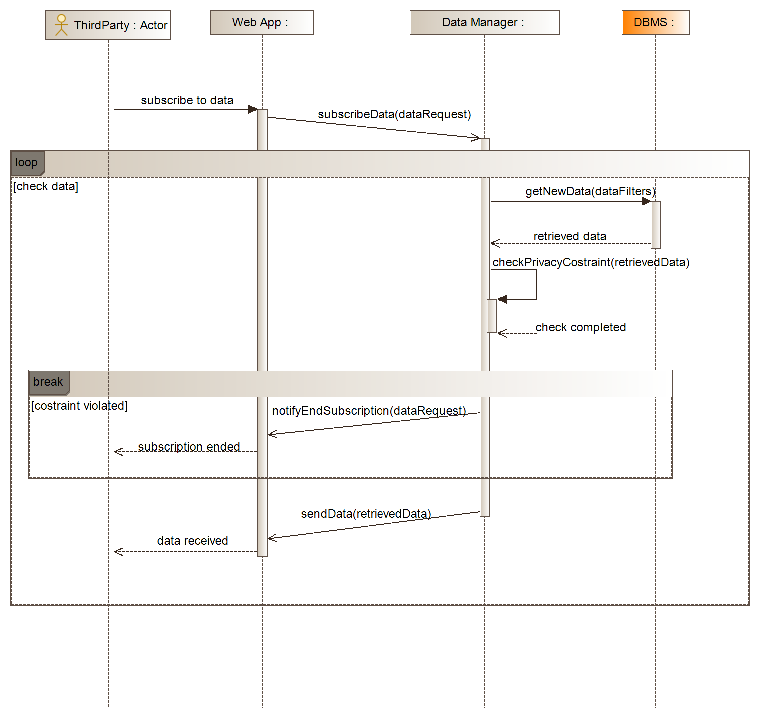 ThirdParty : Actor
Web App :
Data Manager :
DBMS :
subscribe to data
subscribeData(dataRequest)
loop
[check data]
getNewData(dataFilters)
retrieved data
checkPrivacyCostraint(retrievedData)
check completed
break
[costraint violated]
notifyEndSubscription(dataRequest)
subscription ended
sendData(retrievedData)
data received